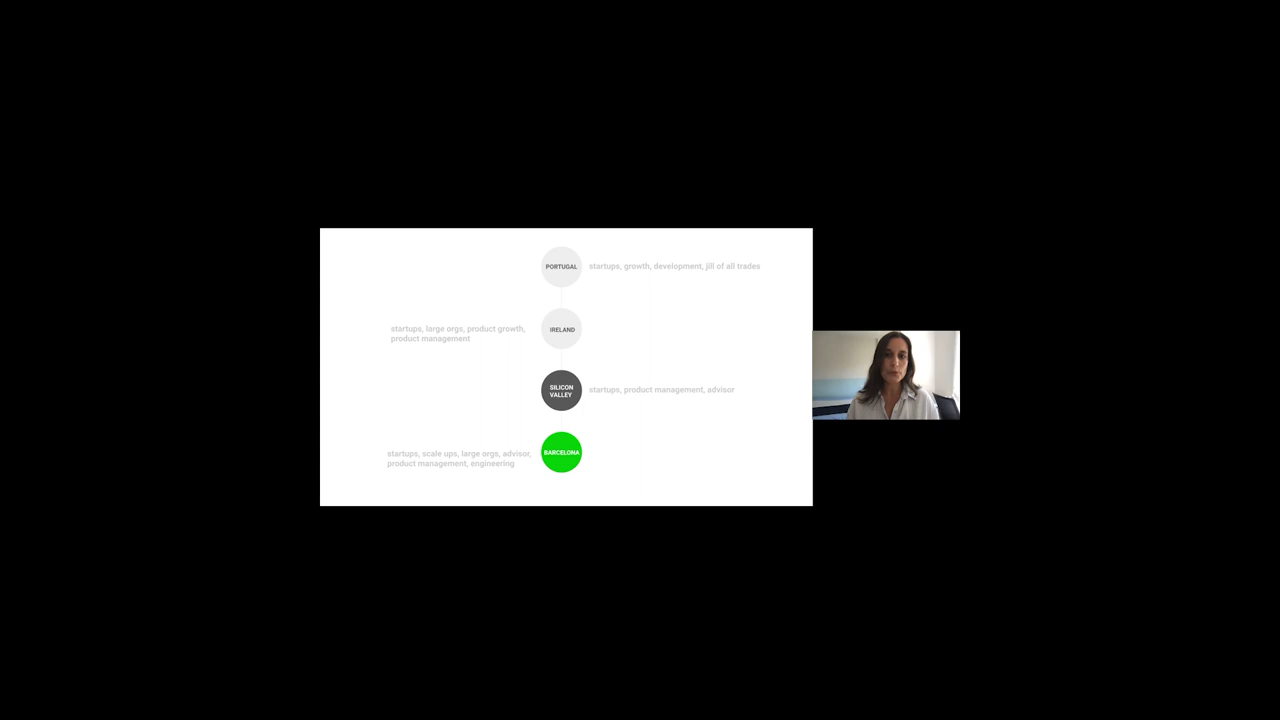 PORTUGAL
startups, growth, development, jill of all trades
startups, large orgs, product growth,
product management
IRELAND
SILICON
VALLEY
startups, product management, advisor
startups, scale ups, large orgs, advisor,
product management, engineering
BARCELONA